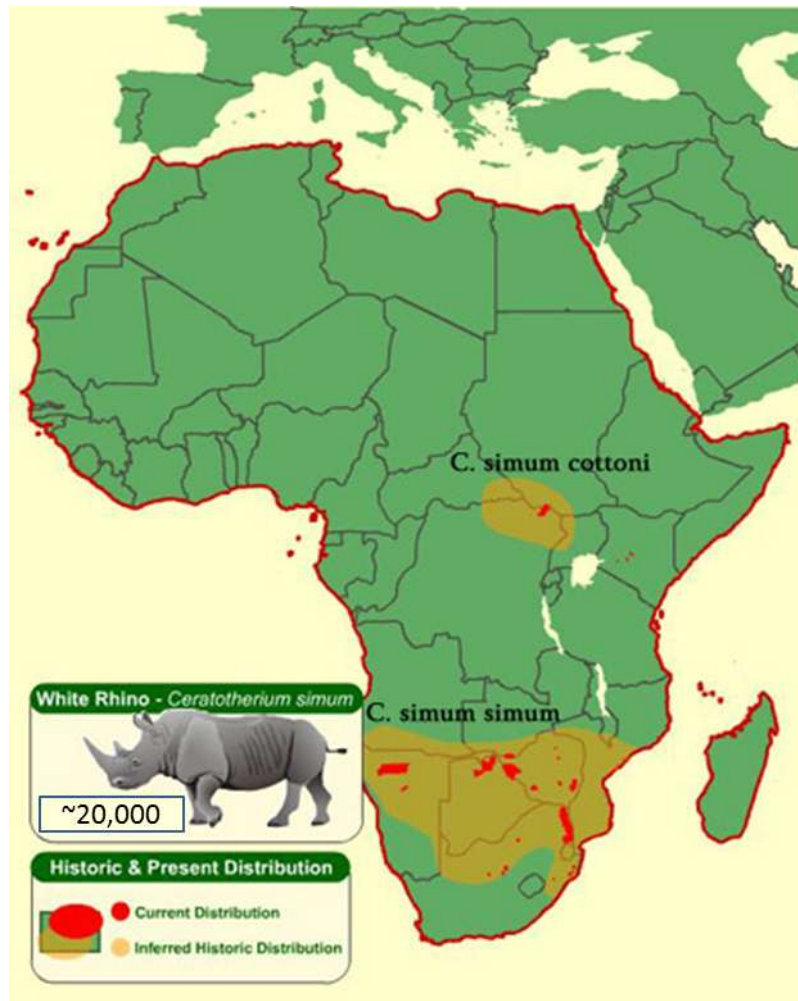 C. simum cottoni
C. simum simum
White Rhino - Ceratotherium simum
~20,000
Historic & Present Distribution
Current Distribution
Inferred Historic Distribution